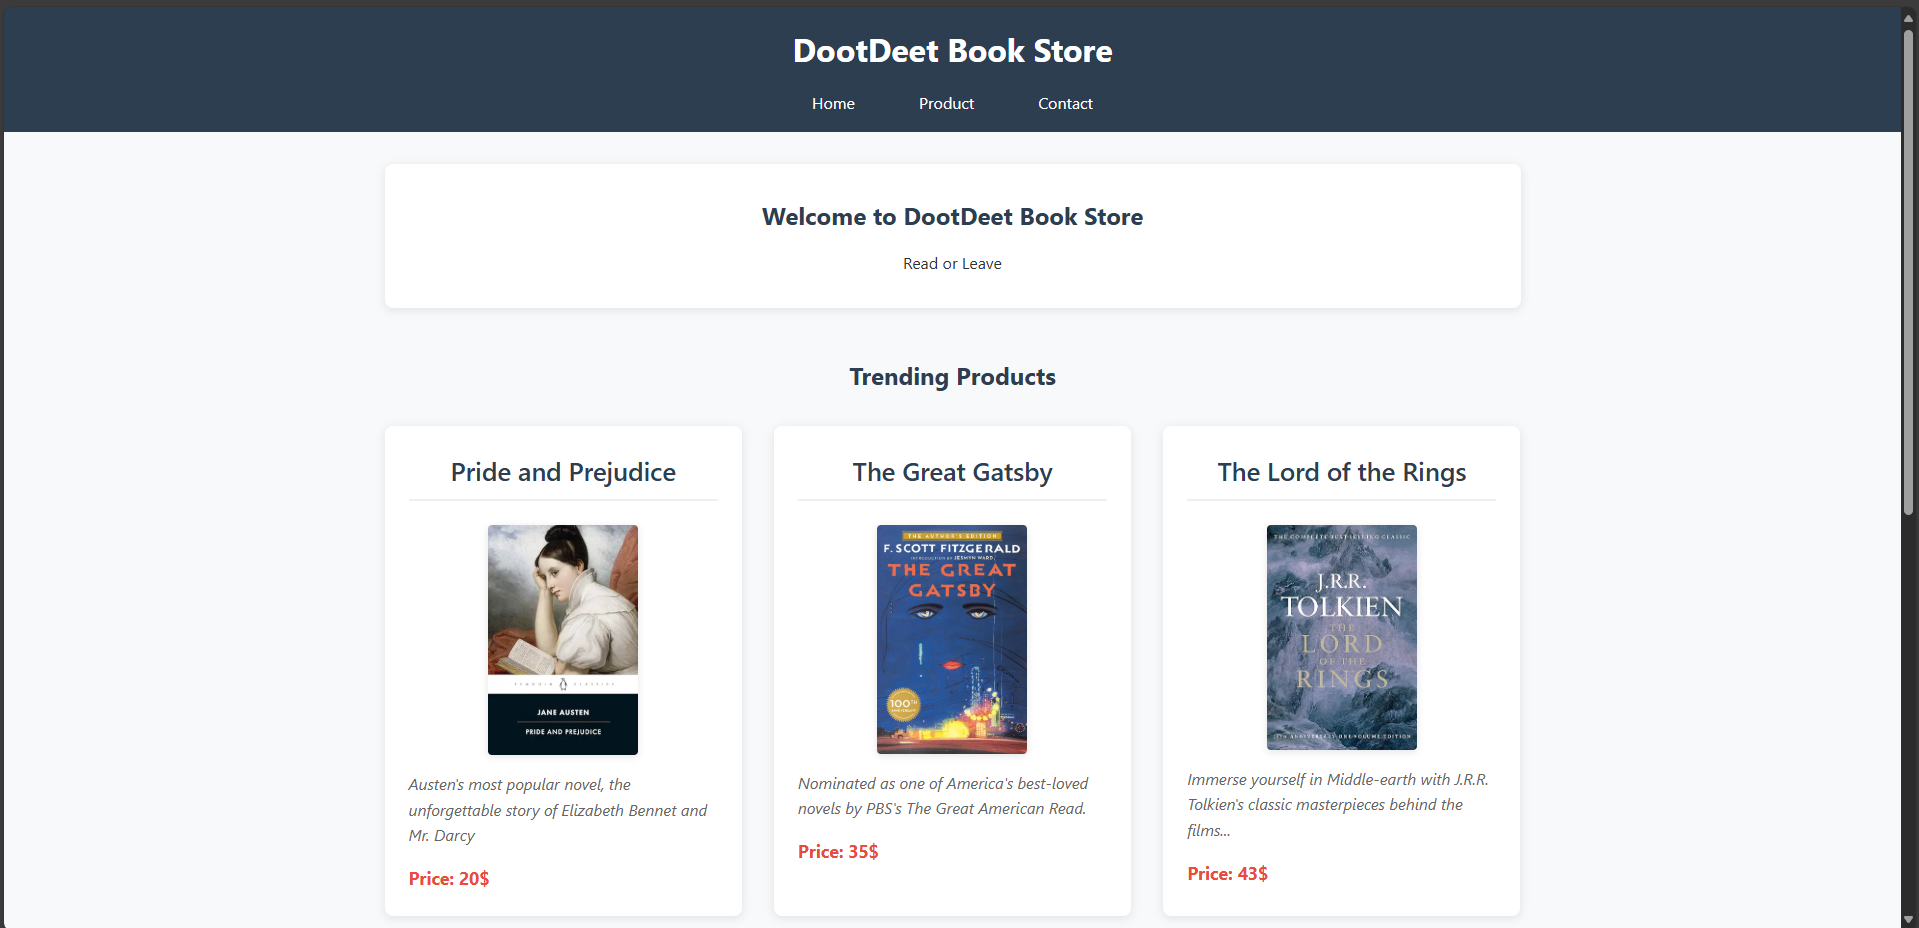 DootDeet Book Store
Home Product Contact
Welcome to DootDeet Book Store
Read or Leave
Trending Products
Pride and Prejudice
PENGUIN CLASSICS
JANE AUSTEN
PRIDE AND PREJUDICE
Austen's most popular novel, the
unforgettable story of Elizabeth Bennet and
Mr. Darcy
Price: 20$
The Great Gatsby
THE AUTHOR'S EDITION
F. SCOTT FITZGERALD
INTRODUCTION BY JESMYN WARD
THE GREAT
GATSBY
100TH
ANNIVERSARY
Nominated as one of America's best-loved
novels by PBS's The Great American Read.
Price: 35$
The Lord of the Rings
THE COMPLETE BESTSELLING CLASSIC
J.R.R.
TOLKIEN
THE
LORD
OF THE
RINGS
ANNIVERSARY ONE-VOLUME EDITION
Immerse yourself in Middle-earth with J.R.R.
Tolkien's classic masterpieces behind the
films...
Price: 43$